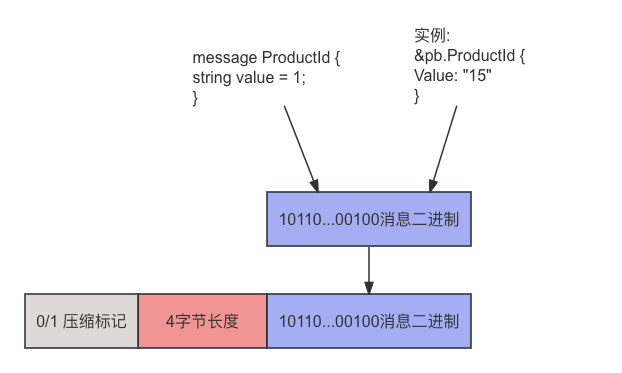 message ProductId {
string value = 1;
}
实例:
&pb.ProductId {
Value: "15"
}
10110...00100消息二进制
0/1 压缩标记
4字节长度
10110...00100消息二进制